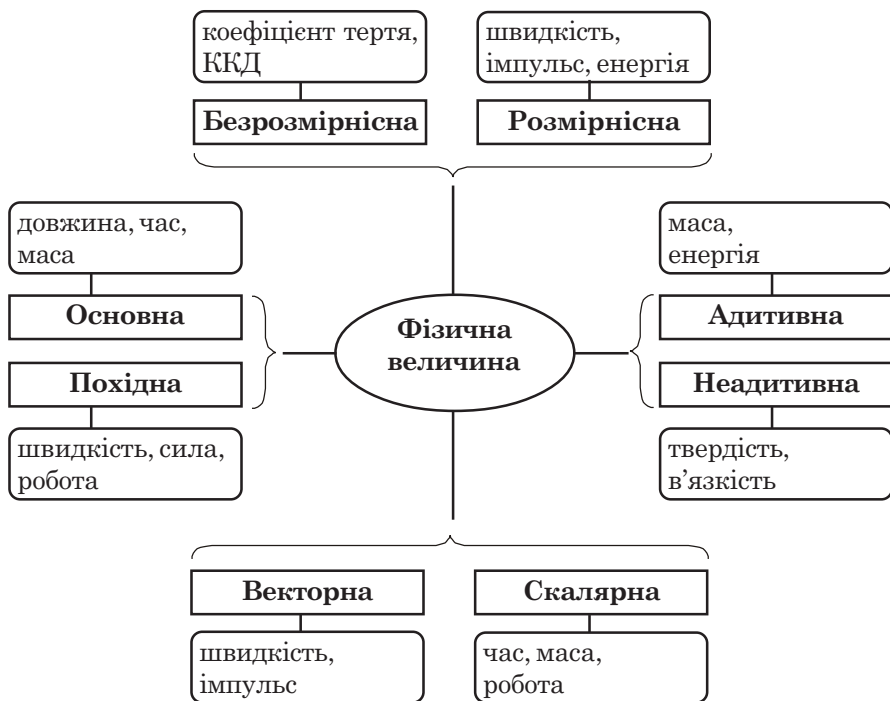 коефіцієнт тертя,
ККД
швидкість,
імпульс, енергія
Безрозмірнісна
Розмірнісна
довжина, час,
маса
Основна
Похідна
швидкість, сила,
робота
Фізична
величина
маса,
енергія
Адитивна
Неадитивна
твердість,
в’язкість
Векторна
Скалярна
швидкість,
імпульс
час, маса,
робота